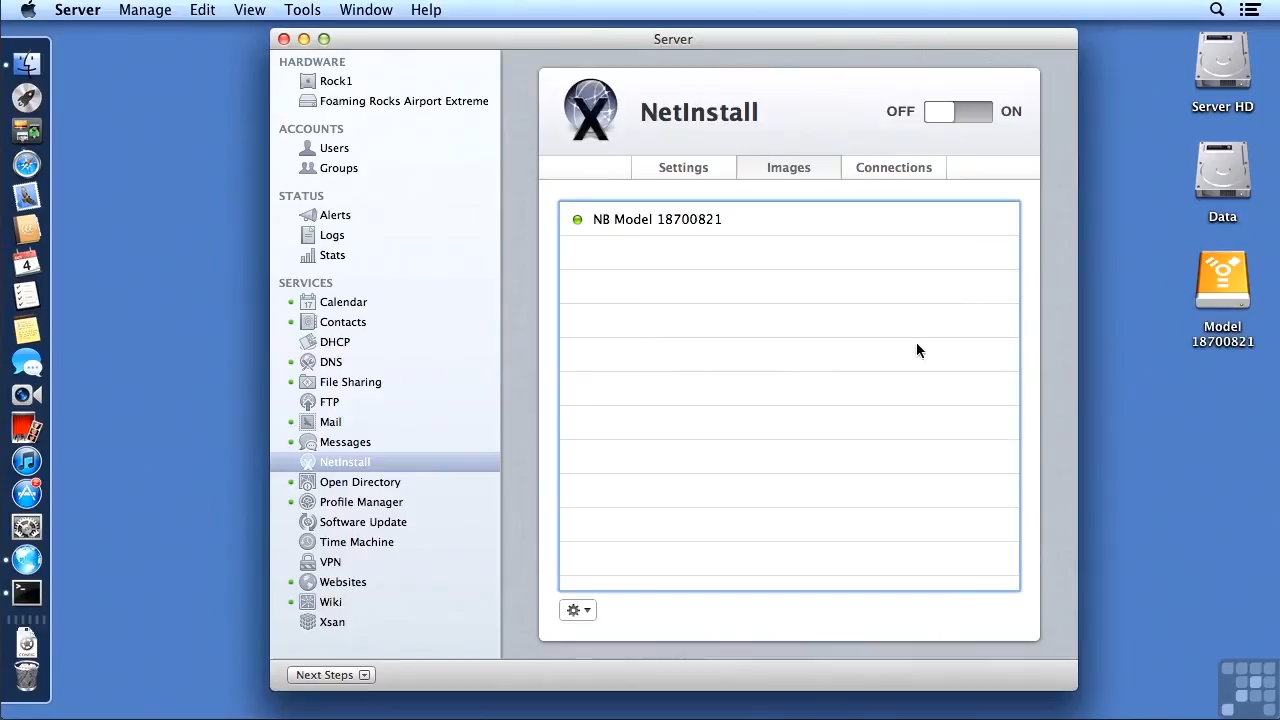 Server Manage Edit View Tools Window Help
Server
HARDWARE
Rock1
Foaming Rocks Airport Extreme
ACCOUNTS
Users
Groups
STATUS
Alerts
Logs
Stats
SERVICES
Calendar
Contacts
DHCP
DNS
File Sharing
FTP
Mail
Messages
NetInstall
Open Directory
Profile Manager
Software Update
Time Machine
VPN
Websites
Wiki
Xsan
Next Steps
NetInstall
OFF ON
Settings Images Connections
NB Model 18700821
Server HD
Data
Model
18700821
17
4